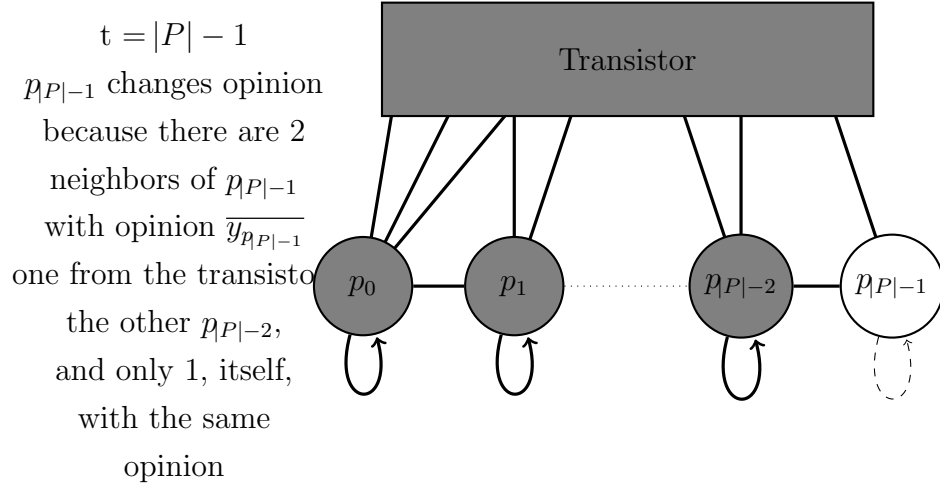 t = |P| − 1
p_{|P|−1} changes opinion
because there are 2
neighbors of p_{|P|−1}
with opinion \overline{y_{p_{|P|−1}}}
one from the transisto
the other p_{|P|−2},
and only 1, itself,
with the same
opinion
Transistor
p_0
p_1
p_{|P|−2}
p_{|P|−1}